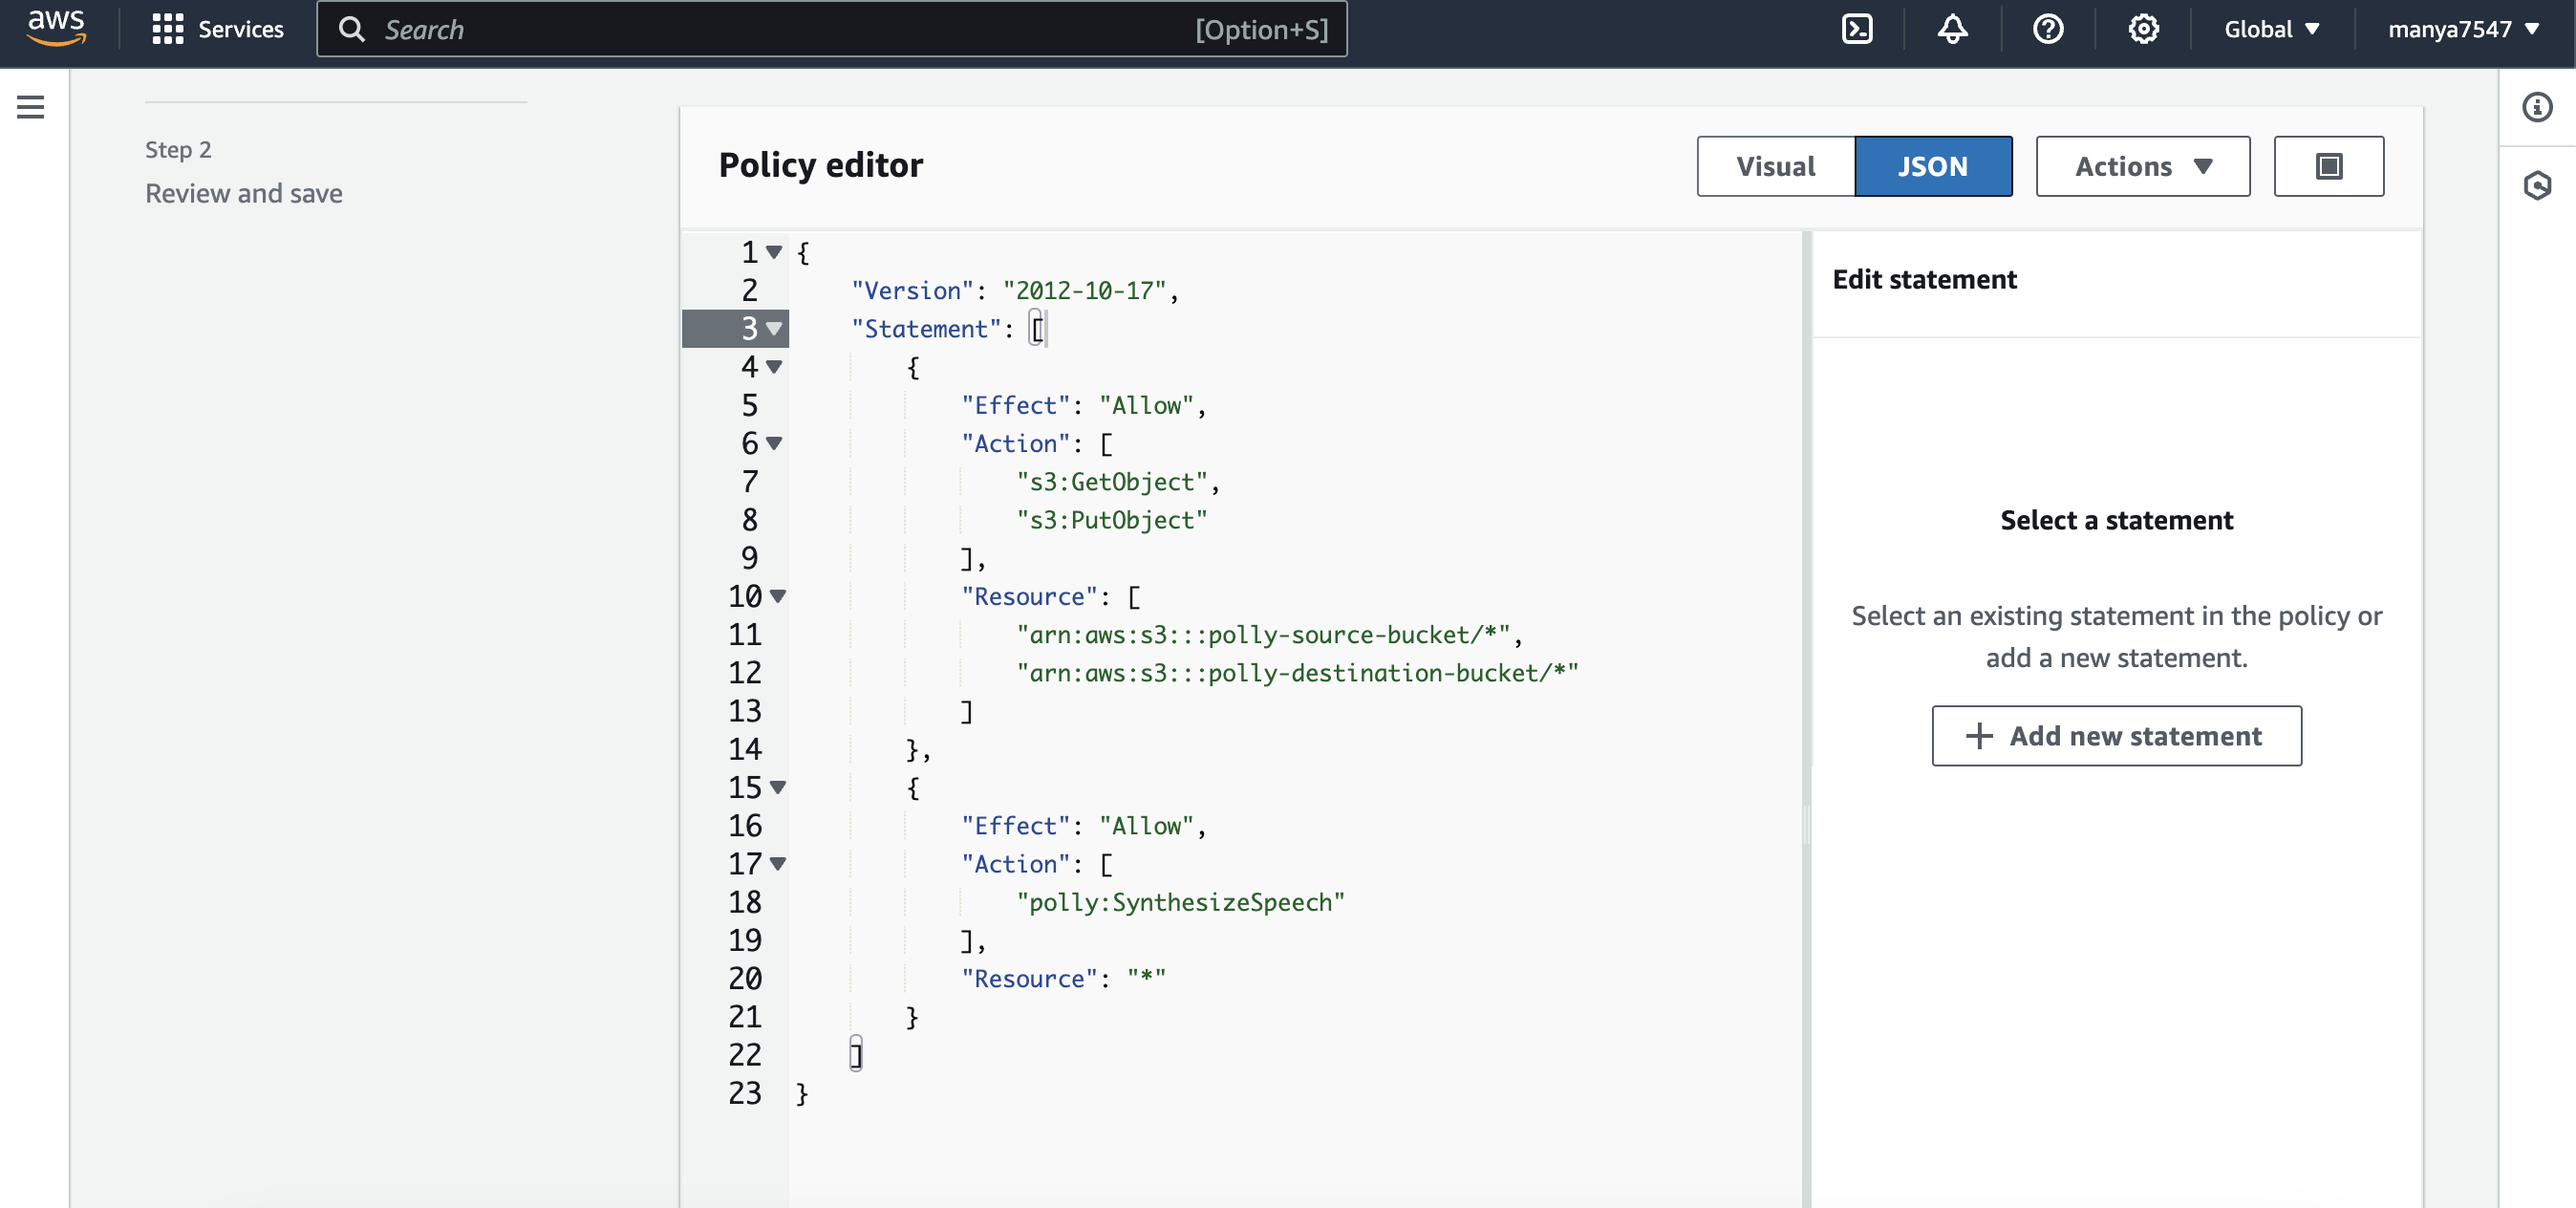 aws
Services
Search
[Option+S]
Global
manya7547
Step 2
Review and save
Policy editor
Visual
JSON
Actions
1 {
2 "Version": "2012-10-17",
3 "Statement": [
4 {
5 "Effect": "Allow",
6 "Action": [
7 "s3:GetObject",
8 "s3:PutObject"
9 ],
10 "Resource": [
11 "arn:aws:s3:::polly-source-bucket/*",
12 "arn:aws:s3:::polly-destination-bucket/*"
13 ]
14 },
15 {
16 "Effect": "Allow",
17 "Action": [
18 "polly:SynthesizeSpeech"
19 ],
20 "Resource": "*"
21 }
22 ]
23 }
Edit statement
Select a statement
Select an existing statement in the policy or
add a new statement.
+ Add new statement